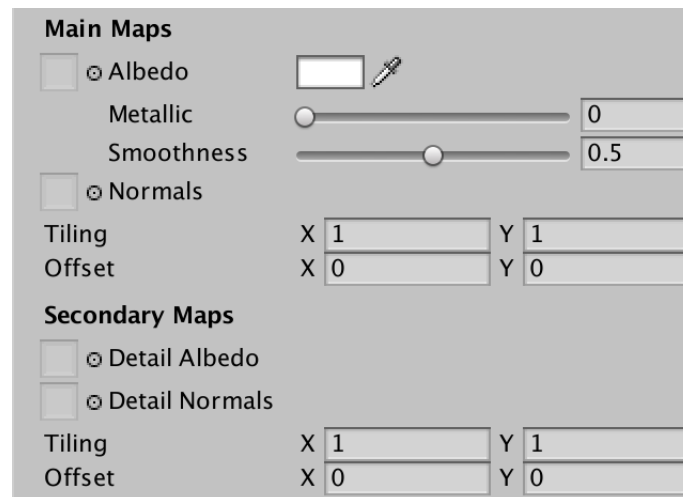 Main Maps
Albedo
Metallic 0
Smoothness 0.5
Normals
Tiling X 1 Y 1
Offset X 0 Y 0
Secondary Maps
Detail Albedo
Detail Normals
Tiling X 1 Y 1
Offset X 0 Y 0